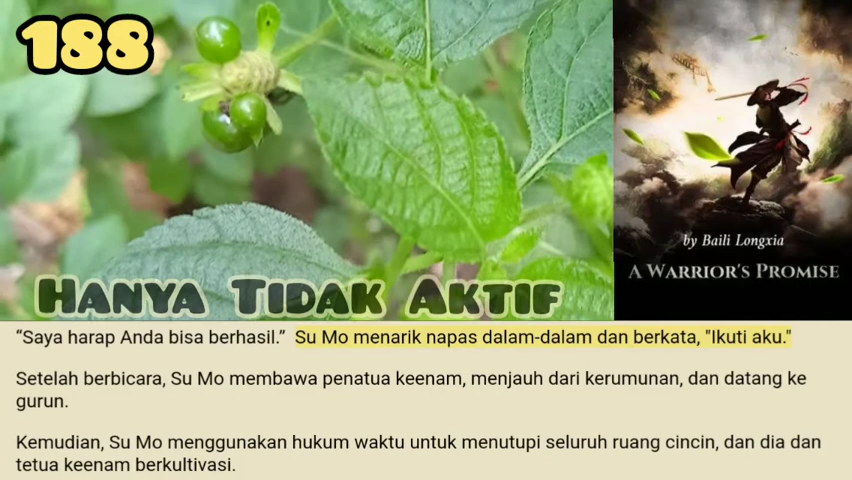 188
by Baili Longxia
A WARRIOR'S PROMISE
HANYA TIDAK AKTIF
“Saya harap Anda bisa berhasil.” Su Mo menarik napas dalam-dalam dan berkata, "Ikuti aku."
Setelah berbicara, Su Mo membawa penatua keenam, menjauh dari kerumunan, dan datang ke
gurun.
Kemudian, Su Mo menggunakan hukum waktu untuk menutupi seluruh ruang cincin, dan dia dan
tetua keenam berkultivasi.